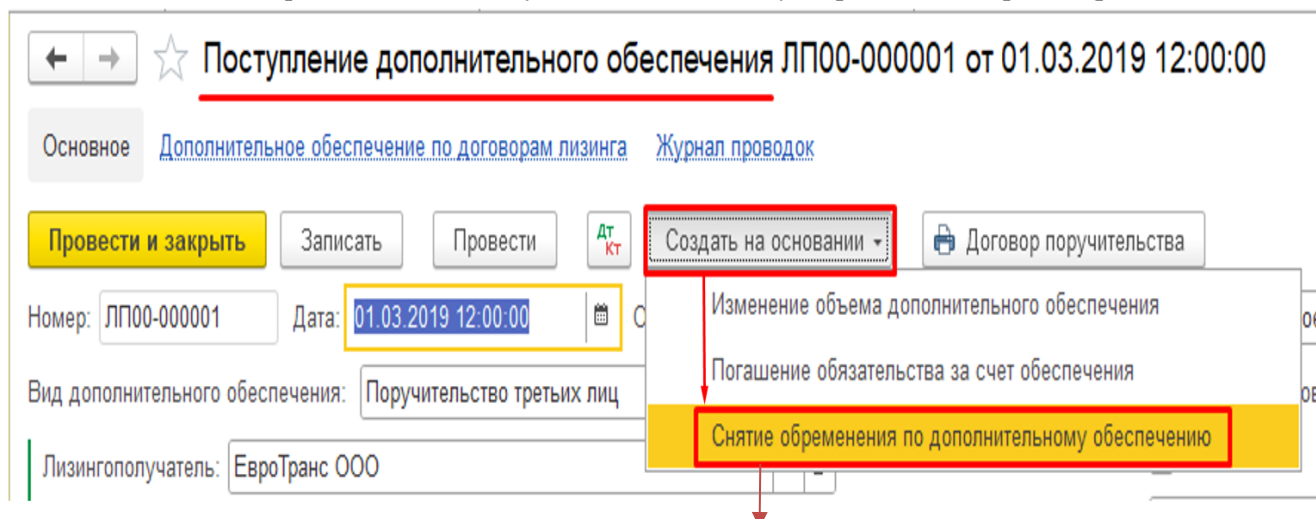 Поступление дополнительного обеспечения ЛП00-000001 от 01.03.2019 12:00:00
Основное Дополнительное обеспечение по договорам лизинга Журнал проводок
Провести и закрыть Записать Провести Дт Кт Создать на основании Договор поручительства
Номер: ЛП00-000001 Дата: 01.03.2019 12:00:00
Изменение объема дополнительного обеспечения
Погашение обязательства за счет обеспечения
Вид дополнительного обеспечения: Поручительство третьих лиц
Снятие обременения по дополнительному обеспечению
Лизингополучатель: ЕвроТранс ООО